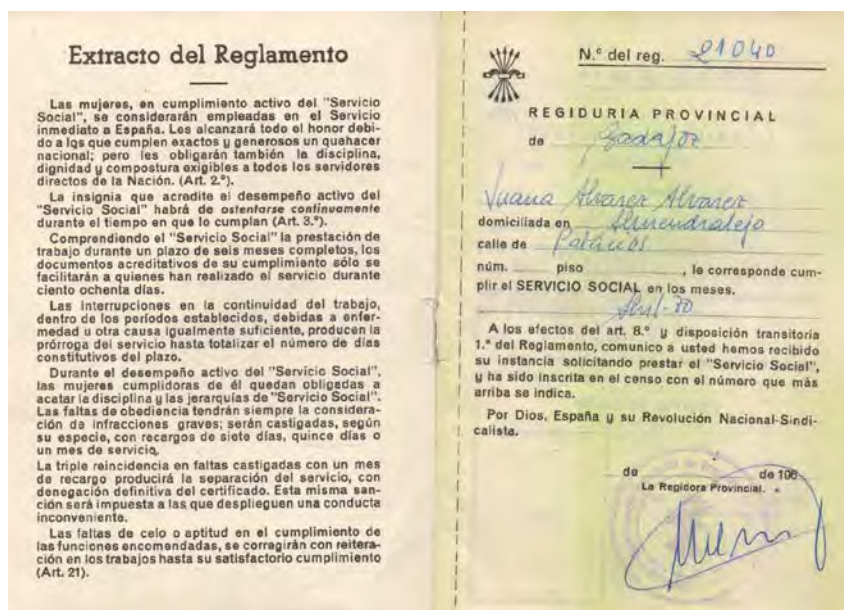 Extracto del Reglamento
Las mujeres, en cumplimiento activo del "Servicio
Social", se considerarán empleadas en el Servicio
inmediato a España. Les alcanzará todo el honor debi-
do a las que cumplen exactos y generosos un quehacer
nacional; pero les obligarán también la disciplina,
dignidad y compostura exigibles a todos los servidores
directos de la Nación. (Art. 2.º).
La insignia que acredite el desempeño activo del
"Servicio Social" habrá de ostentarse continuamente
durante el tiempo en que lo cumplan (Art. 3.º).
Comprendiendo el "Servicio Social" la prestación de
trabajo durante un plazo de seis meses completos, los
documentos acreditativos de su cumplimiento sólo se
facilitarán a quienes han realizado el servicio durante
ciento ochenta días.
Las interrupciones en la continuidad del trabajo,
dentro de los períodos establecidos, debidas a enfer-
medad u otra causa igualmente suficiente, producen la
prórroga del servicio hasta totalizar el número de días
constitutivos del plazo.
Durante el desempeño activo del "Servicio Social",
las mujeres cumplidoras de él quedan obligadas a
acatar la disciplina y las jerarquías de "Servicio Social".
Las faltas de obediencia tendrán siempre la considera-
ción de infracciones graves; serán castigadas, según
su especie, con recargos de siete días, quince días o
un mes de servicio.
La triple reincidencia en faltas castigadas con un mes
de recargo producirá la separación del servicio, con
denegación definitiva del certificado. Esta misma san-
ción será impuesta a las que desplieguen una conducta
inconveniente.
Las faltas de celo o aptitud en el cumplimiento de
las funciones encomendadas, se corregirán con reitera-
ción en los trabajos hasta su satisfactorio cumplimiento
(Art. 21).
N.º del reg. 21040
REGIDURIA PROVINCIAL
de Badajoz
Juana Alvarez Alvarez
domiciliada en Almendralejo
calle de Palacios
núm. piso , le corresponde cum-
plir el SERVICIO SOCIAL en los meses.
70
A los efectos del art. 8.º y disposición transitoria
1.ª del Reglamento, comunico a usted hemos recibido
su instancia solicitando prestar el "Servicio Social",
y ha sido inscrita en el censo con el número que más
arriba se indica.
Por Dios, España y su Revolución Nacional-Sindi-
calista.
de de 196
La Regidora Provincial.